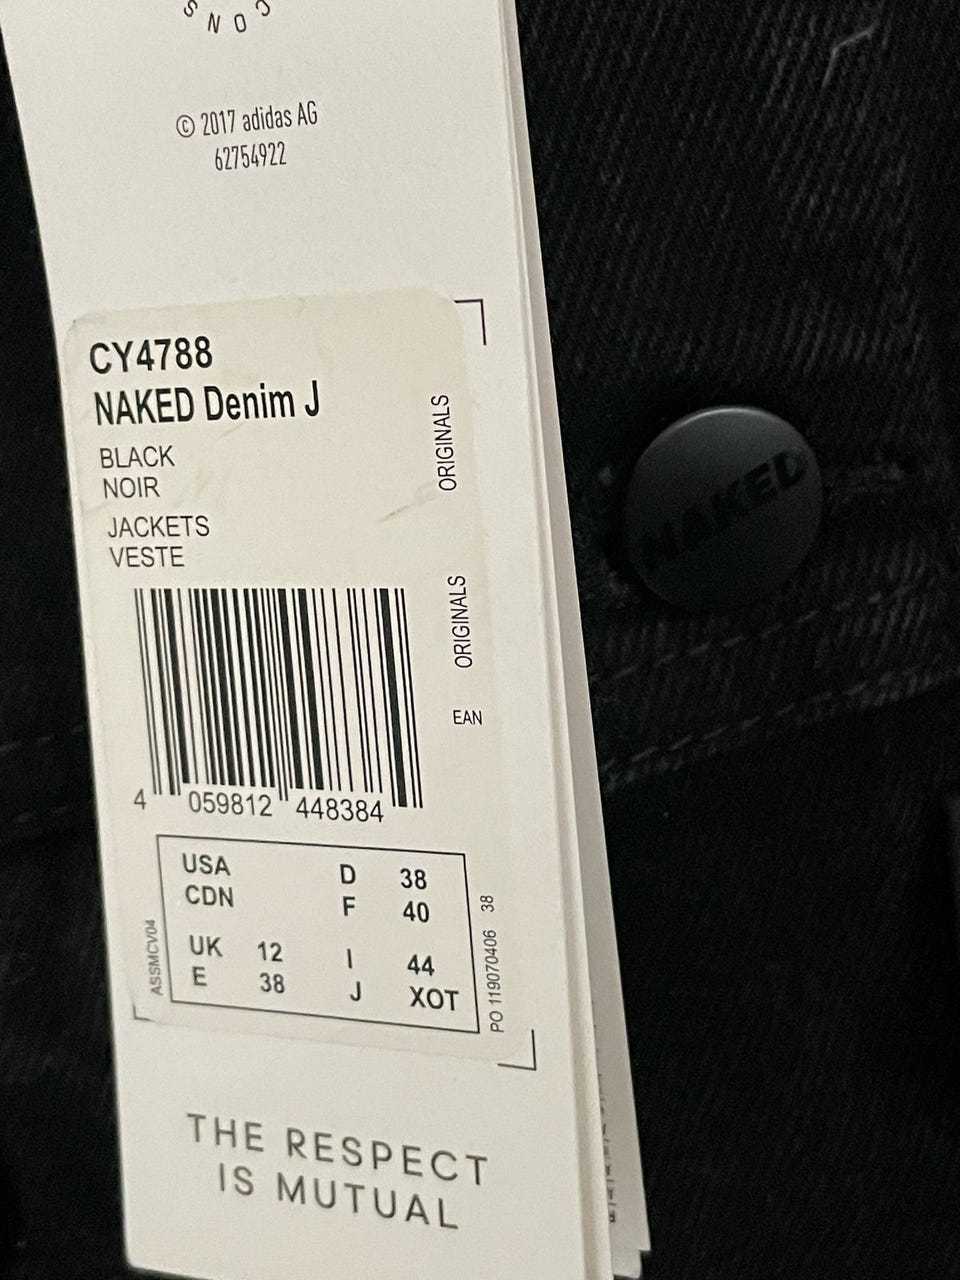 CONS
© 2017 adidas AG
62754922
CY4788
NAKED Denim J
BLACK
NOIR
JACKETS
VESTE
ORIGINALS
ORIGINALS
EAN
4 059812 448384
USA D 38
CDN F 40
UK 12 I 44
E 38 J XOT
ASSMCV04
PO 119070406 38
THE RESPECT
IS MUTUAL
NAKED